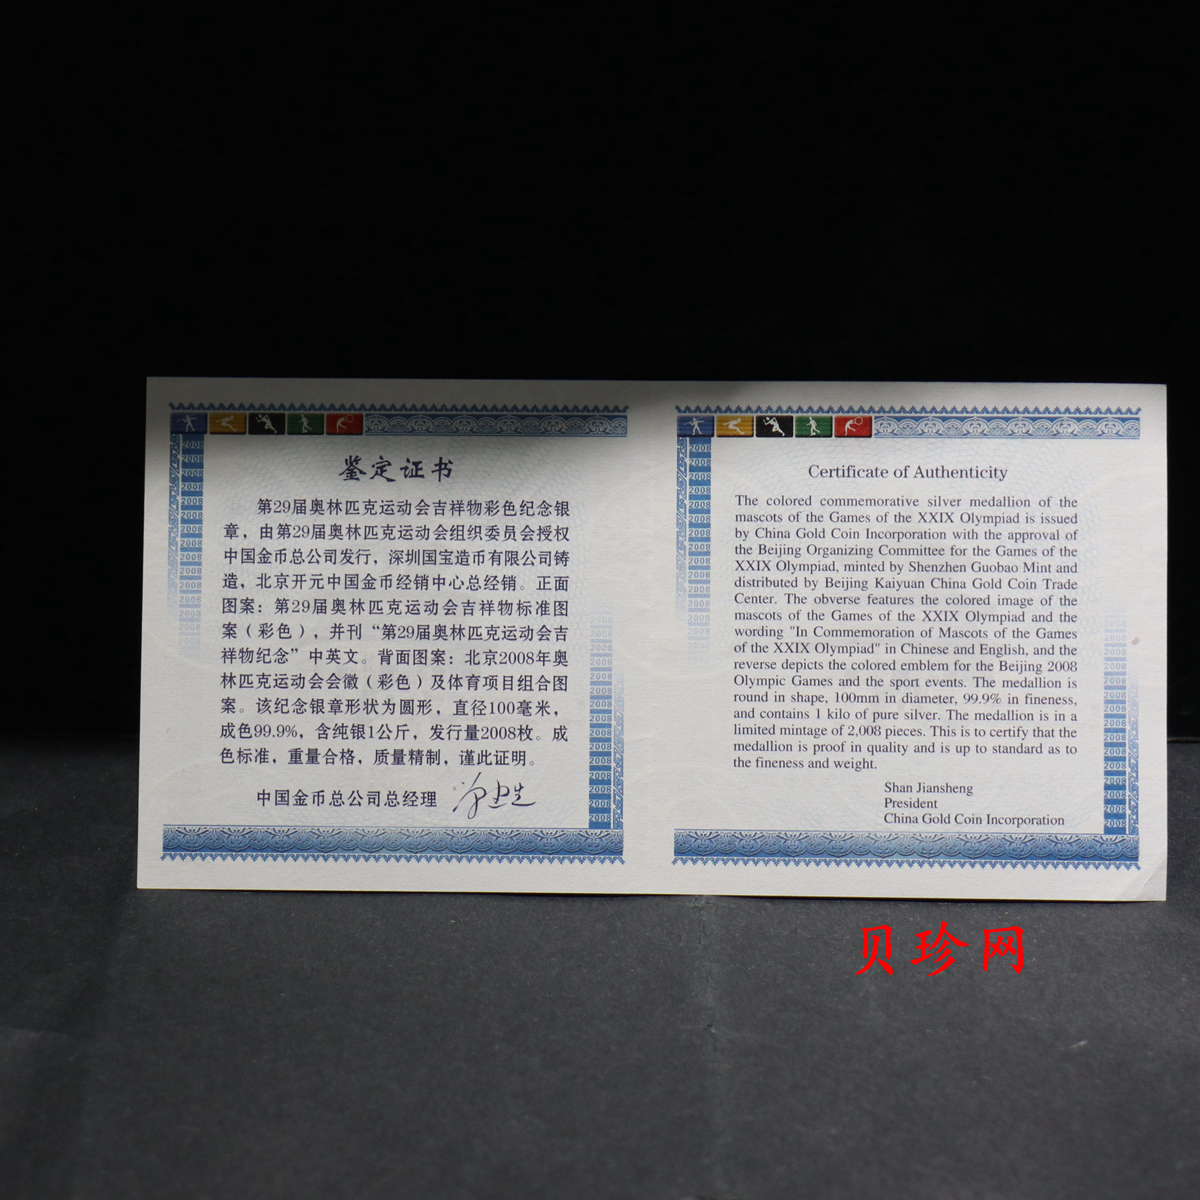 鉴定证书
第29届奥林匹克运动会吉祥物彩色纪念银
章，由第29届奥林匹克运动会组织委员会授权
中国金币总公司发行，深圳国宝造币有限公司铸
造，北京开元中国金币经销中心总经销。正面
图案：第29届奥林匹克运动会吉祥物标准图
案（彩色），并刊“第29届奥林匹克运动会吉
祥物纪念”中英文。背面图案：北京2008年奥
林匹克运动会会徽（彩色）及体育项目组合图
案。该纪念银章形状为圆形，直径100毫米，
成色99.9%，含纯银1公斤，发行量2008枚。成
色标准，重量合格，质量精制，谨此证明。
中国金币总公司总经理
Certificate of Authenticity
The colored commemorative silver medallion of the
mascots of the Games of the XXIX Olympiad is issued
by China Gold Coin Incorporation with the approval of
the Beijing Organizing Committee for the Games of the
XXIX Olympiad, minted by Shenzhen Guobao Mint and
distributed by Beijing Kaiyuan China Gold Coin Trade
Center. The obverse features the colored image of the
mascots of the Games of the XXIX Olympiad and the
wording "In Commemoration of Mascots of the Games
of the XXIX Olympiad" in Chinese and English, and the
reverse depicts the colored emblem for the Beijing 2008
Olympic Games and the sport events. The medallion is
round in shape, 100mm in diameter, 99.9% in fineness,
and contains 1 kilo of pure silver. The medallion is in a
limited mintage of 2,008 pieces. This is to certify that the
medallion is proof in quality and is up to standard as to
the fineness and weight.
Shan Jiansheng
President
China Gold Coin Incorporation
贝珍网